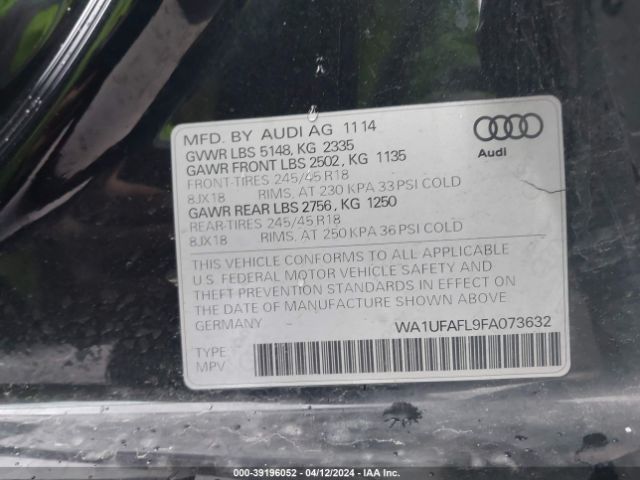 MFD. BY AUDI AG 11 14
GVWR LBS 5148, KG 2335
GAWR FRONT LBS 2502, KG 1135
FRONT-TIRES 245/45 R18
8JX18 RIMS, AT 230 KPA 33 PSI COLD
GAWR REAR LBS 2756, KG 1250
REAR-TIRES 245/45 R18
8JX18 RIMS, AT 250 KPA 36 PSI COLD
Audi
THIS VEHICLE CONFORMS TO ALL APPLICABLE
U.S. FEDERAL MOTOR VEHICLE SAFETY AND
THEFT PREVENTION STANDARDS IN EFFECT ON
THE DATE OF MANUFACTURE SHOWN ABOVE
GERMANY
WA1UFAFL9FA073632
TYPE
MPV
000-39196052 - 04/12/2024 - IAA Inc.